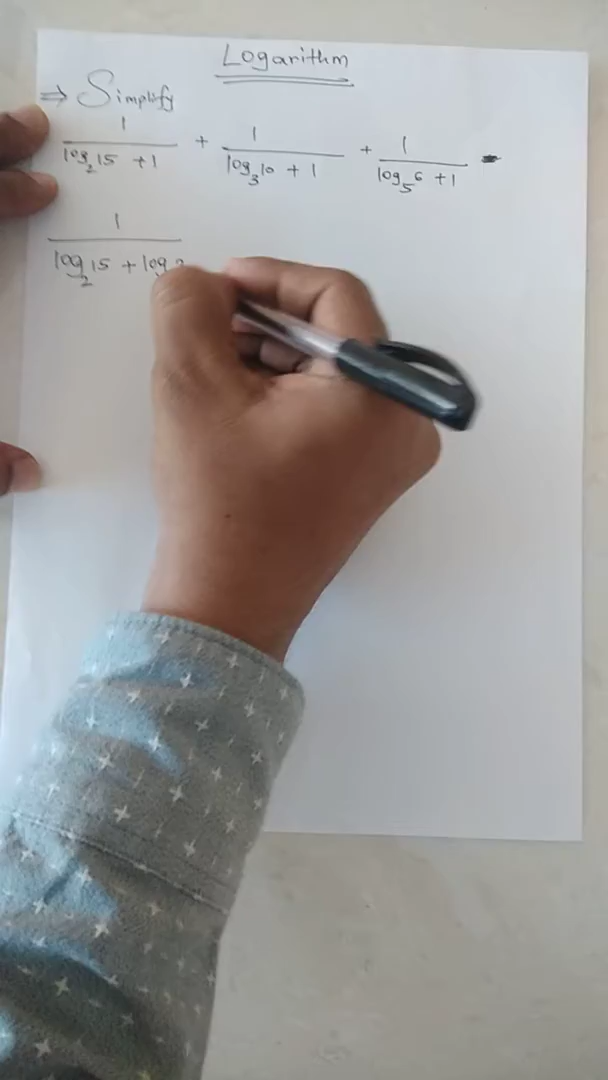 Logarithm
⇒ Simplify
1/(log₂15 + 1) + 1/(log₃10 + 1) + 1/(log₅6 + 1)
1/(log₂15 + log